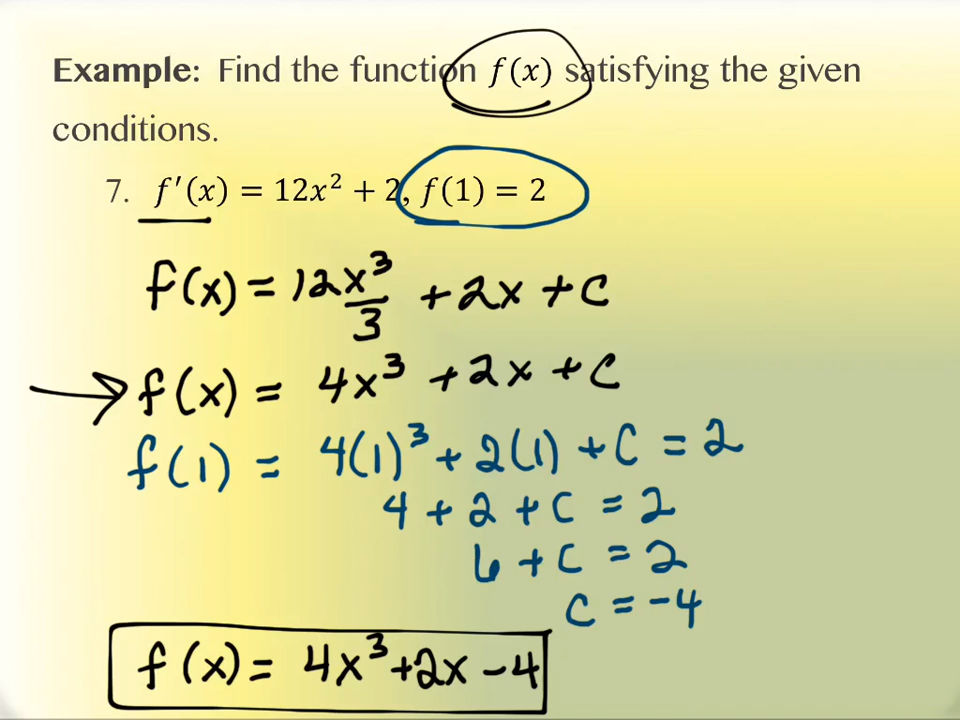 Example: Find the function f(x) satisfying the given
conditions.
7. f'(x) = 12x² + 2, f(1) = 2
f(x) = 12x³/3 + 2x + C
f(x) = 4x³ + 2x + C
f(1) = 4(1)³ + 2(1) + C = 2
4 + 2 + C = 2
6 + C = 2
C = -4
f(x) = 4x³ + 2x - 4